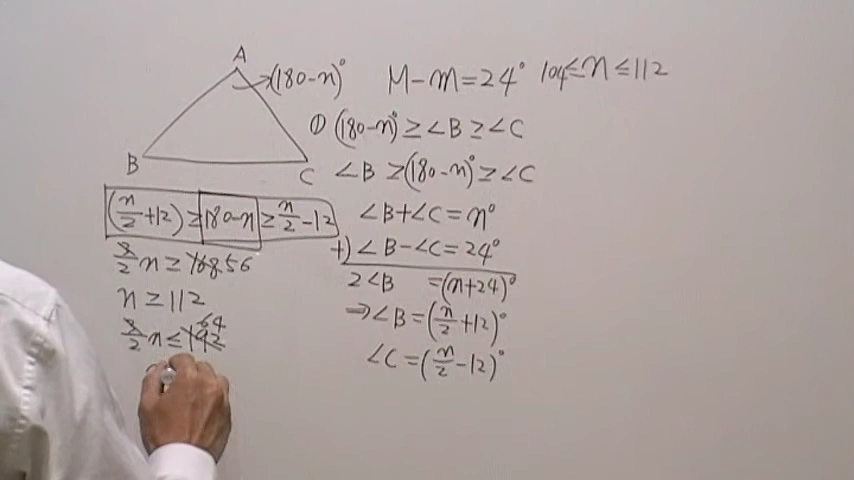 A
(180-n)° M-m=24° 104≤n≤112
① (180-n)°≥∠B≥∠C
B C
∠B≥(180-n)°≥∠C
(n/2+12)≥180-n≥n/2-12
∠B+∠C=n°
+) ∠B-∠C=24°
3/2 n≥168 56
2∠B =(n+24)°
n≥112
⇒∠B=(n/2+12)°
3/2 n≤192 64
∠C=(n/2-12)°